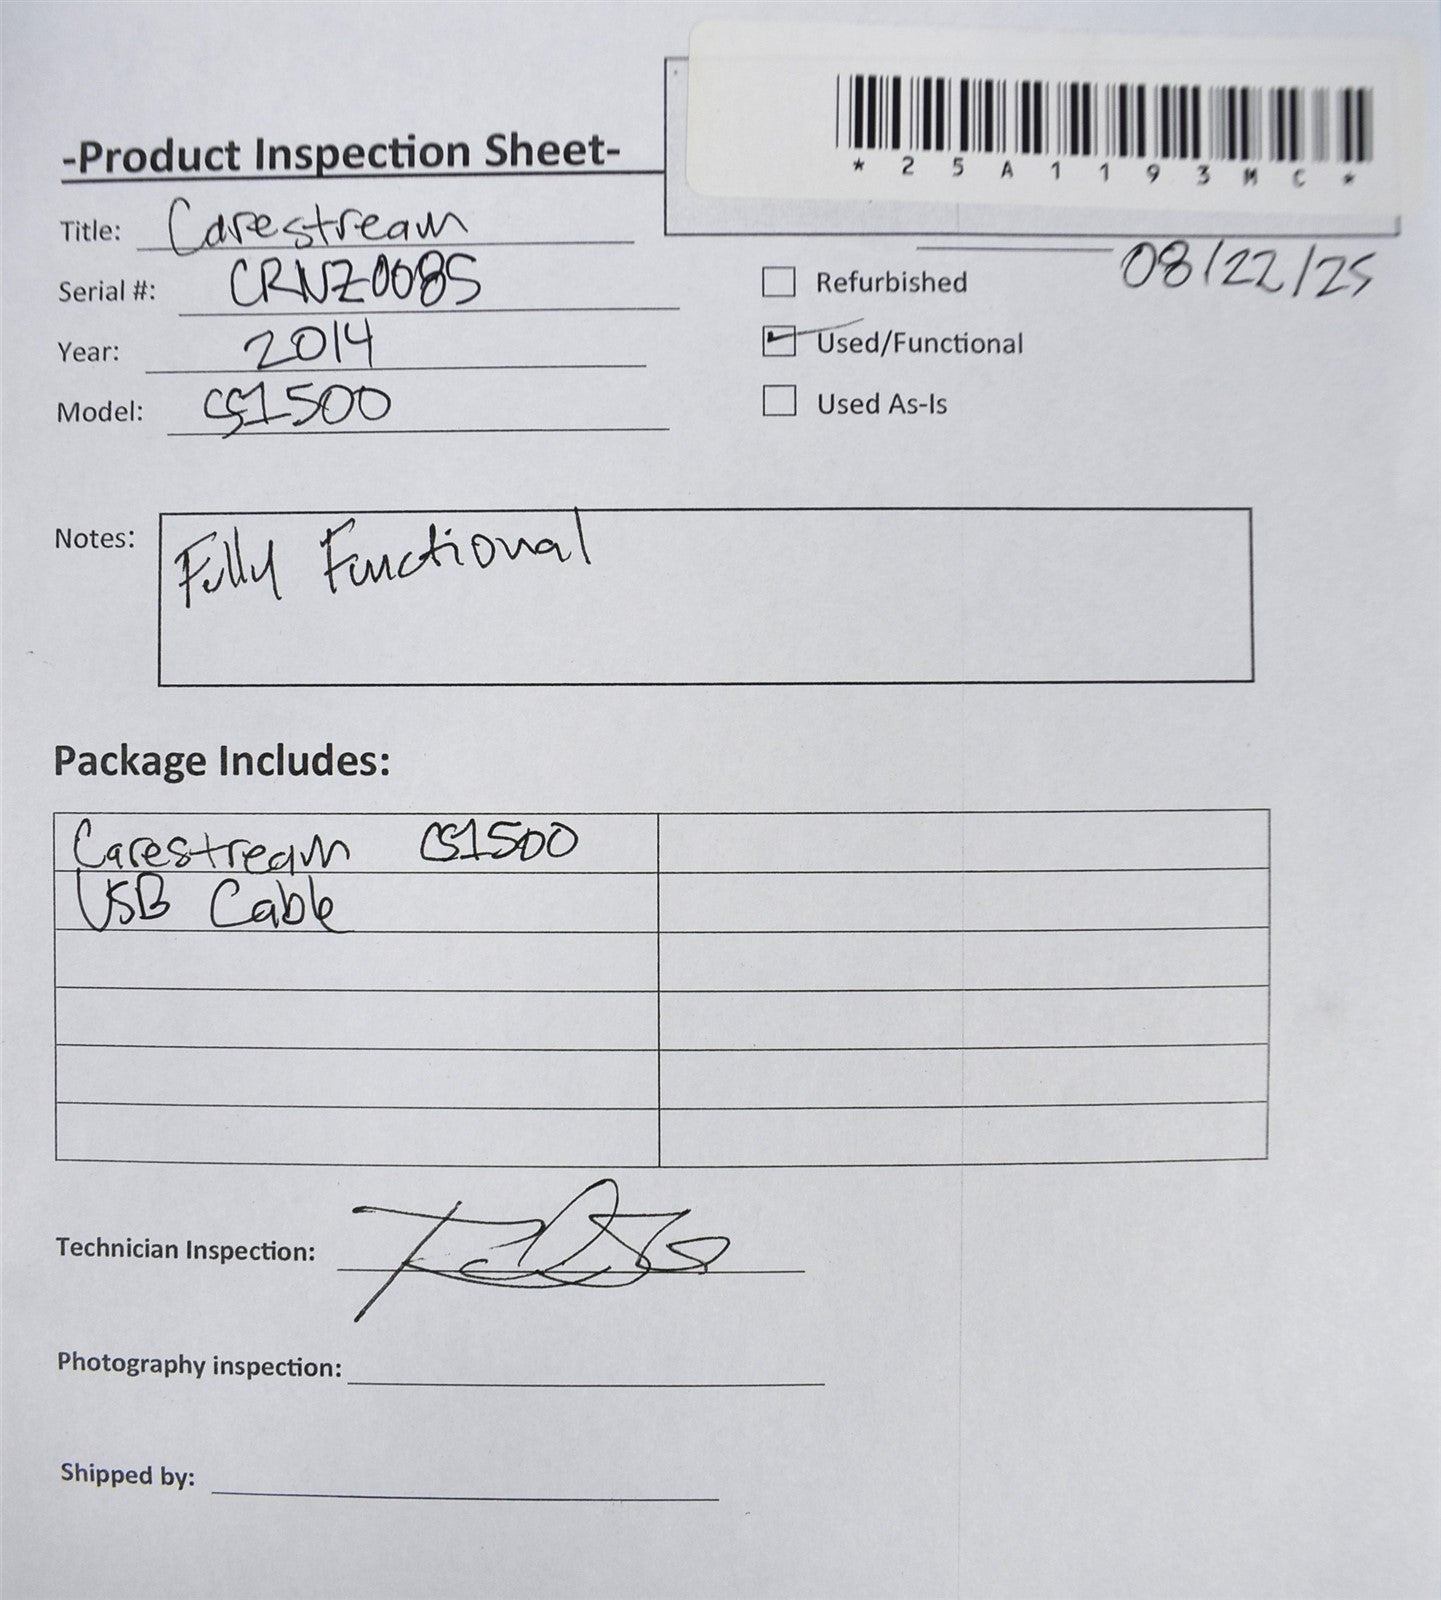 *25A1193MC*
-Product Inspection Sheet-
Title: Carestream
08/22/25
Serial #: CRNZ0085
Refurbished
Year: 2014
Used/Functional
Model: CS1500
Used As-Is
Notes: Fully Functional
Package Includes:
Carestream CS1500
USB Cable
Technician Inspection:
Photography inspection:
Shipped by: